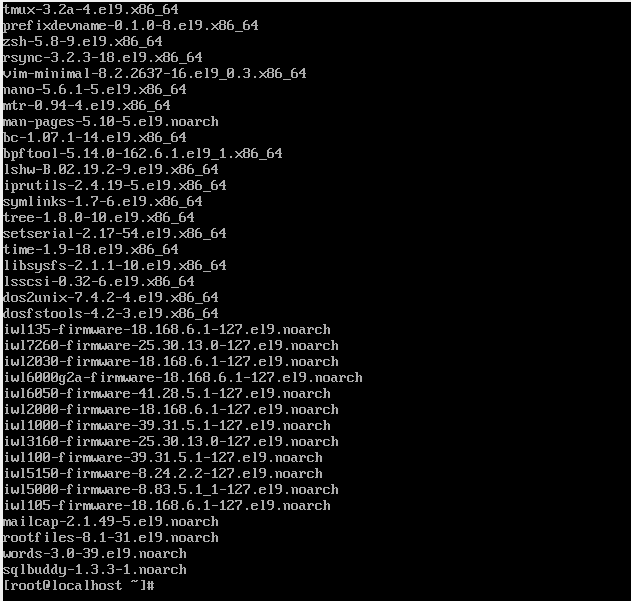 tmux-3.2a-4.el9.x86_64
prefixdevname-0.1.0-8.el9.x86_64
zsh-5.8-9.el9.x86_64
rsync-3.2.3-18.el9.x86_64
vim-minimal-8.2.2637-16.el9_0.3.x86_64
nano-5.6.1-5.el9.x86_64
mtr-0.94-4.el9.x86_64
man-pages-5.10-5.el9.noarch
bc-1.07.1-14.el9.x86_64
bpftool-5.14.0-162.6.1.el9_1.x86_64
lshw-B.02.19.2-9.el9.x86_64
iprutils-2.4.19-5.el9.x86_64
symlinks-1.7-6.el9.x86_64
tree-1.8.0-10.el9.x86_64
setserial-2.17-54.el9.x86_64
time-1.9-18.el9.x86_64
libsysfs-2.1.1-10.el9.x86_64
lsscsi-0.32-6.el9.x86_64
dos2unix-7.4.2-4.el9.x86_64
dosfstools-4.2-3.el9.x86_64
iwl135-firmware-18.168.6.1-127.el9.noarch
iwl7260-firmware-25.30.13.0-127.el9.noarch
iwl2030-firmware-18.168.6.1-127.el9.noarch
iwl6000g2a-firmware-18.168.6.1-127.el9.noarch
iwl6050-firmware-41.28.5.1-127.el9.noarch
iwl2000-firmware-18.168.6.1-127.el9.noarch
iwl1000-firmware-39.31.5.1-127.el9.noarch
iwl3160-firmware-25.30.13.0-127.el9.noarch
iwl100-firmware-39.31.5.1-127.el9.noarch
iwl5150-firmware-8.24.2.2-127.el9.noarch
iwl5000-firmware-8.83.5.1_1-127.el9.noarch
iwl105-firmware-18.168.6.1-127.el9.noarch
mailcap-2.1.49-5.el9.noarch
rootfiles-8.1-31.el9.noarch
words-3.0-39.el9.noarch
sqlbuddy-1.3.3-1.noarch
[root@localhost ~]#